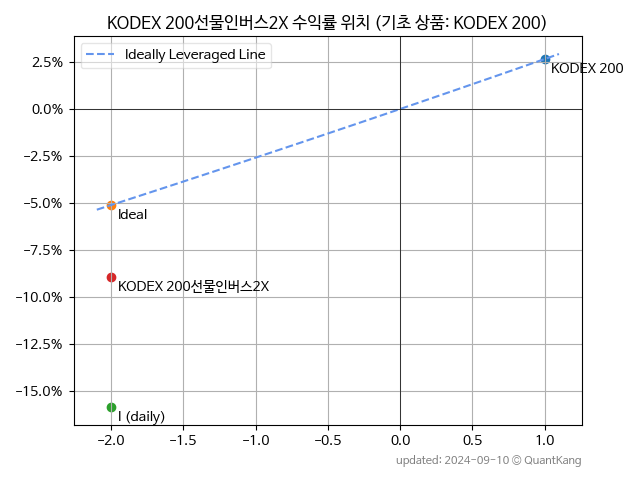 KODEX 200선물인버스2X 수익률 위치 (기초 상품: KODEX 200)
Ideally Leveraged Line
2.5%
KODEX 200
0.0%
−2.5%
−5.0%
Ideal
−7.5%
KODEX 200선물인버스2X
−10.0%
−12.5%
−15.0%
I (daily)
−2.0 −1.5 −1.0 −0.5 0.0 0.5 1.0
updated: 2024-09-10 © QuantKang